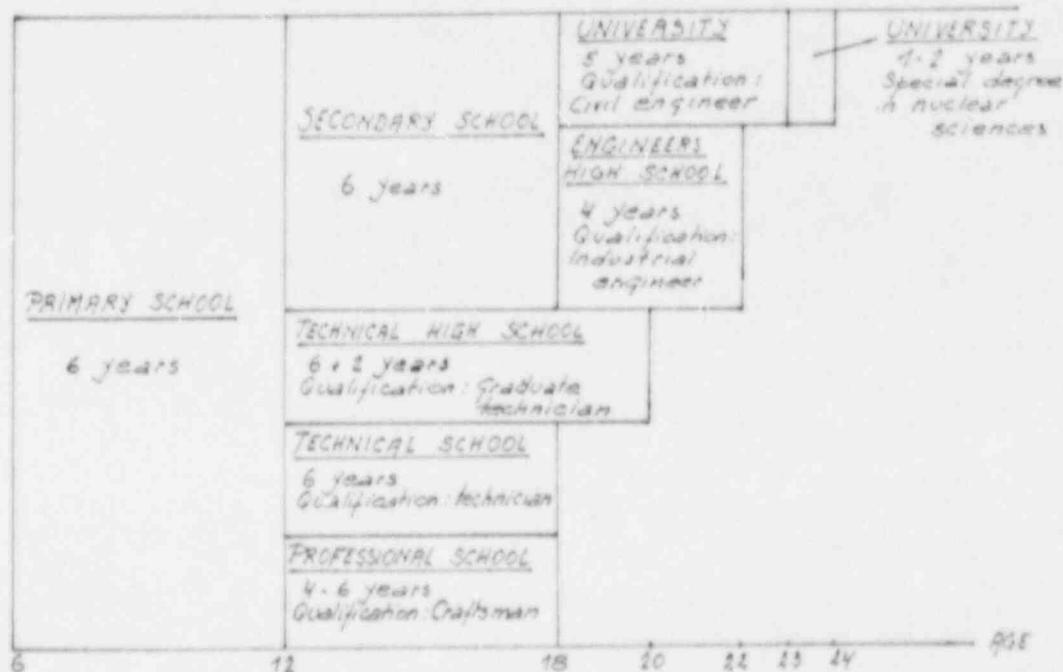 PRIMARY SCHOOL
6 years
SECONDARY SCHOOL
6 years
UNIVERSITY
5 years
Qualification:
Civil engineer
UNIVERSITY
1-2 years
Special degree
in nuclear
sciences
ENGINEERS
HIGH SCHOOL
4 years
Qualification:
Industrial
engineer
TECHNICAL HIGH SCHOOL
6 + 2 years
Qualification: Graduate
technician
TECHNICAL SCHOOL
6 years
Qualification: technician
PROFESSIONAL SCHOOL
4-6 years
Qualification: Craftsman
6 12 18 20 22 23 24 AGE